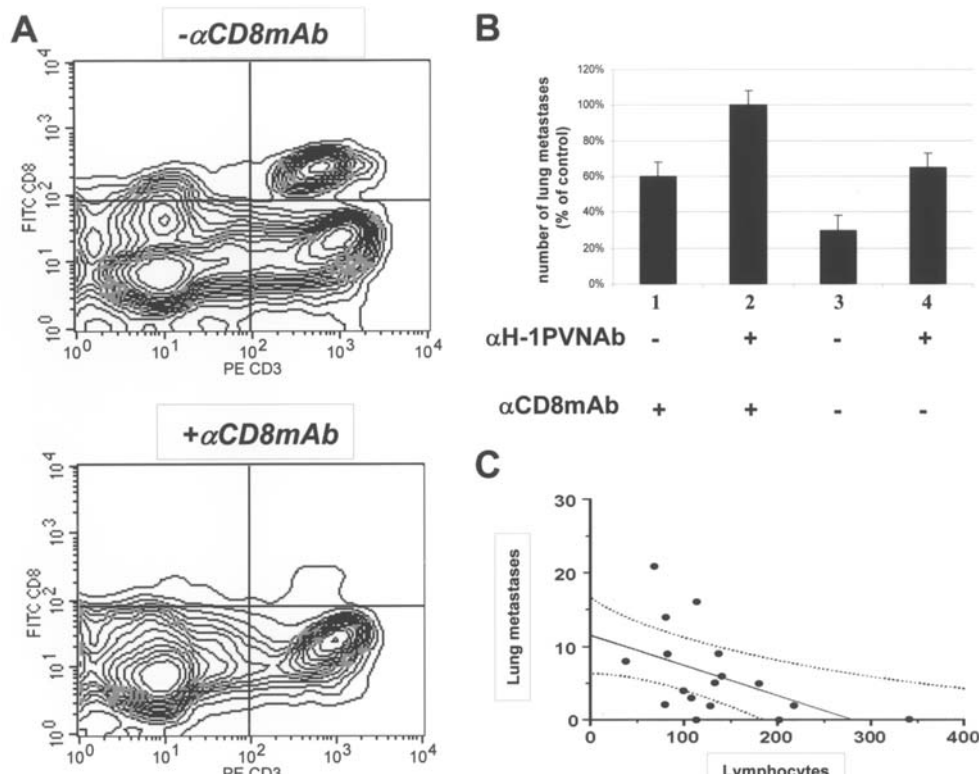 A
-αCD8mAb
FITC CD8
10⁴
10³
10²
10¹
10⁰
10⁰ 10¹ 10² 10³ 10⁴
PE CD3
+αCD8mAb
FITC CD8
10⁴
10³
10²
10¹
10⁰
10⁰ 10¹ 10² 10³ 10⁴
PE CD3
B
number of lung metastases
(% of control)
120%
100%
80%
60%
40%
20%
0%
1 2 3 4
αH-1PVNAb - + - +
αCD8mAb + + - -
C
Lung metastases
30
20
10
0
0 100 200 300 400
Lymphocytes